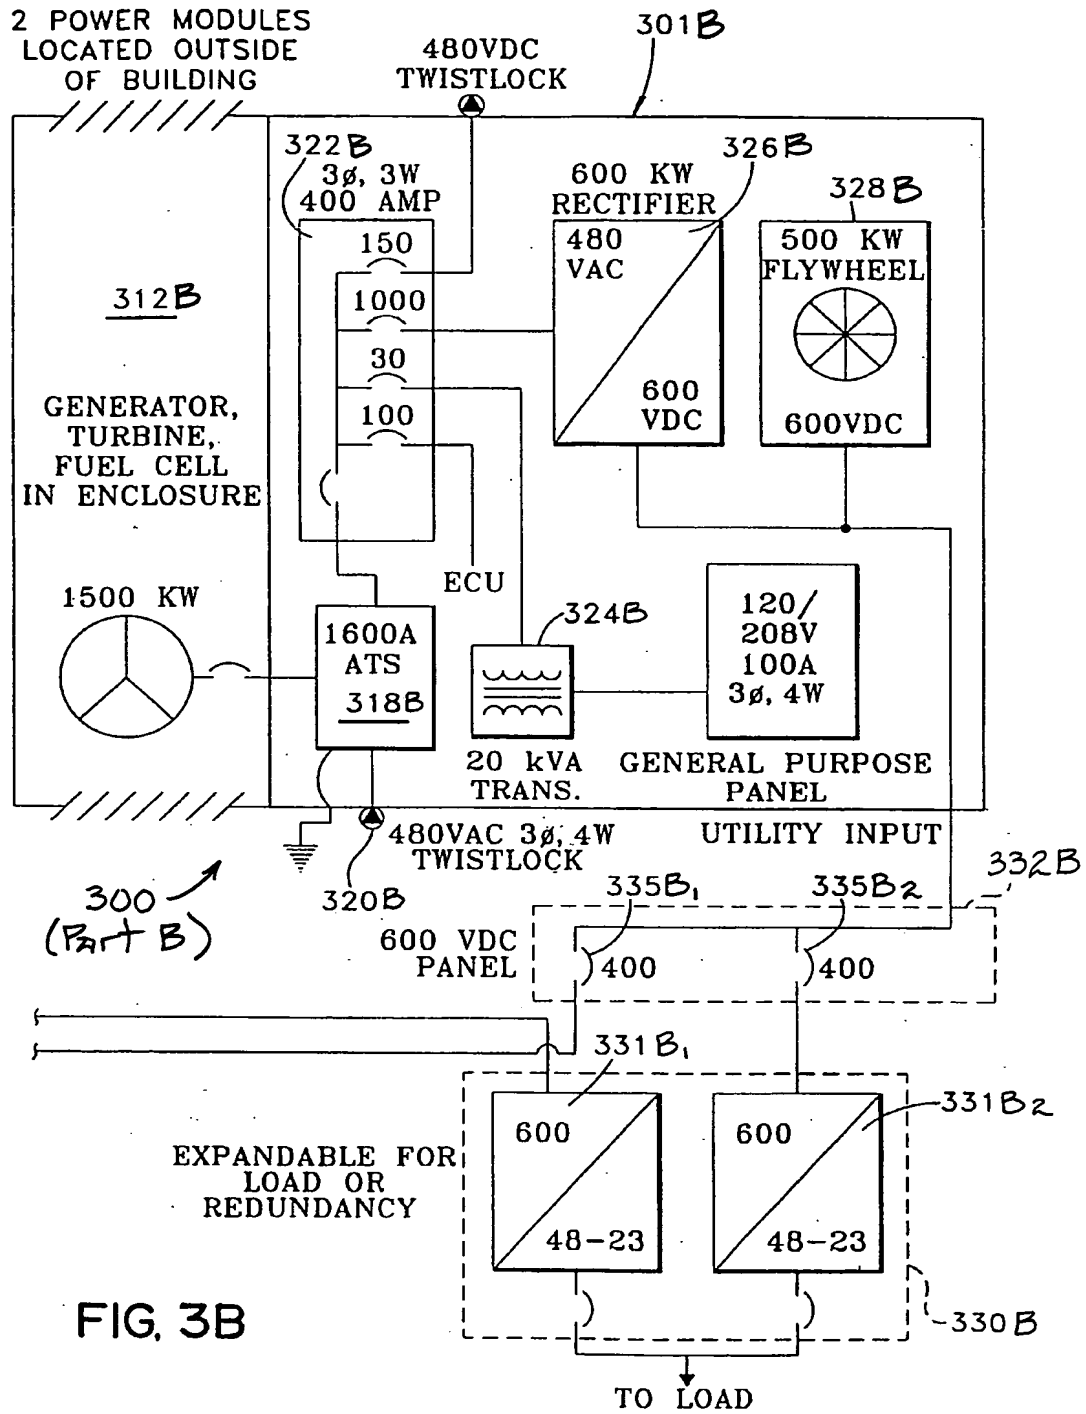 2 POWER MODULES
LOCATED OUTSIDE
OF BUILDING
480VDC
TWISTLOCK
301B
322B
3ø, 3W
400 AMP
150
1000
30
100
600 KW
RECTIFIER
326B
480
VAC
600
VDC
328B
500 KW
FLYWHEEL
600VDC
312B
GENERATOR,
TURBINE,
FUEL CELL
IN ENCLOSURE
1500 KW
ECU
1600A
ATS
318B
324B
20 kVA
TRANS.
120/
208V
100A
3ø, 4W
GENERAL PURPOSE
PANEL
480VAC 3ø, 4W
TWISTLOCK
UTILITY INPUT
320B
300
(Part B)
332B
335B1
335B2
600 VDC
PANEL
400
400
331B1
331B2
600
48-23
600
48-23
EXPANDABLE FOR
LOAD OR
REDUNDANCY
330B
FIG. 3B
TO LOAD